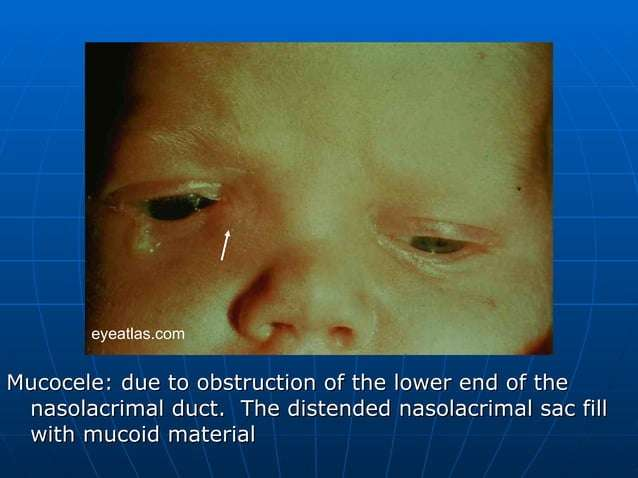 eyeatlas.com
Mucocele: due to obstruction of the lower end of the
nasolacrimal duct.  The distended nasolacrimal sac fill
with mucoid material